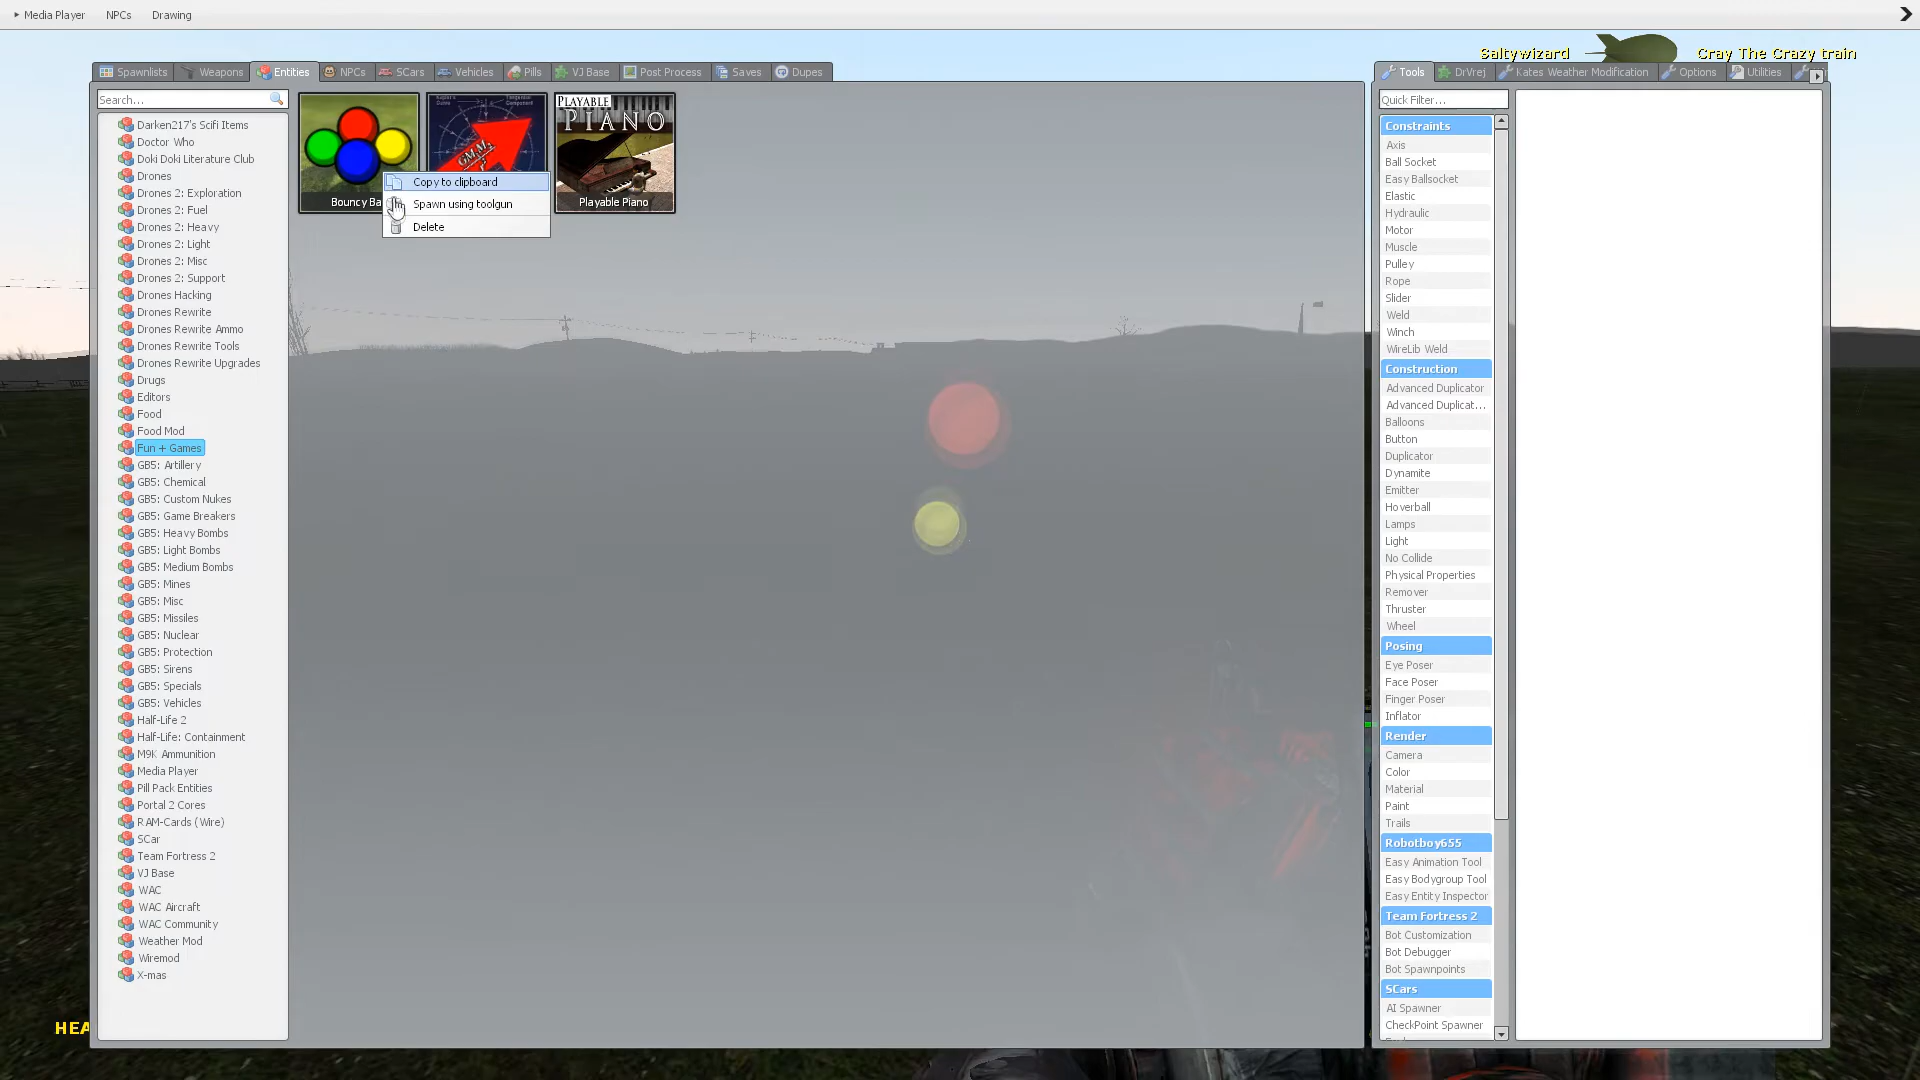 Media Player NPCs Drawing
Saltywizard Cray The Crazy train
Spawnlists Weapons Entities NPCs SCars Vehicles Pills VJ Base Post Process Saves Dupes
Search...
Darken217's Scifi Items
Doctor Who
Doki Doki Literature Club
Drones
Drones 2: Exploration
Drones 2: Fuel
Drones 2: Heavy
Drones 2: Light
Drones 2: Misc
Drones 2: Support
Drones Hacking
Drones Rewrite
Drones Rewrite Ammo
Drones Rewrite Tools
Drones Rewrite Upgrades
Drugs
Editors
Food
Food Mod
Fun + Games
GB5: Artillery
GB5: Chemical
GB5: Custom Nukes
GB5: Game Breakers
GB5: Heavy Bombs
GB5: Light Bombs
GB5: Medium Bombs
GB5: Mines
GB5: Misc
GB5: Missiles
GB5: Nuclear
GB5: Protection
GB5: Sirens
GB5: Specials
GB5: Vehicles
Half-Life 2
Half-Life: Containment
M9K Ammunition
Media Player
Pill Pack Entities
Portal 2 Cores
RAM-Cards (Wire)
SCar
Team Fortress 2
VJ Base
WAC
WAC Aircraft
WAC Community
Weather Mod
Wiremod
X-mas
Bouncy Ba
PLAYABLE
PIANO
Playable Piano
Copy to clipboard
Spawn using toolgun
Delete
Tools DrVrej Kates Weather Modification Options Utilities
Quick Filter...
Constraints
Axis
Ball Socket
Easy Ballsocket
Elastic
Hydraulic
Motor
Muscle
Pulley
Rope
Slider
Weld
Winch
WireLib Weld
Construction
Advanced Duplicator
Advanced Duplicat...
Balloons
Button
Duplicator
Dynamite
Emitter
Hoverball
Lamps
Light
No Collide
Physical Properties
Remover
Thruster
Wheel
Posing
Eye Poser
Face Poser
Finger Poser
Inflator
Render
Camera
Color
Material
Paint
Trails
Robotboy655
Easy Animation Tool
Easy Bodygroup Tool
Easy Entity Inspector
Team Fortress 2
Bot Customization
Bot Debugger
Bot Spawnpoints
SCars
AI Spawner
CheckPoint Spawner
HEA